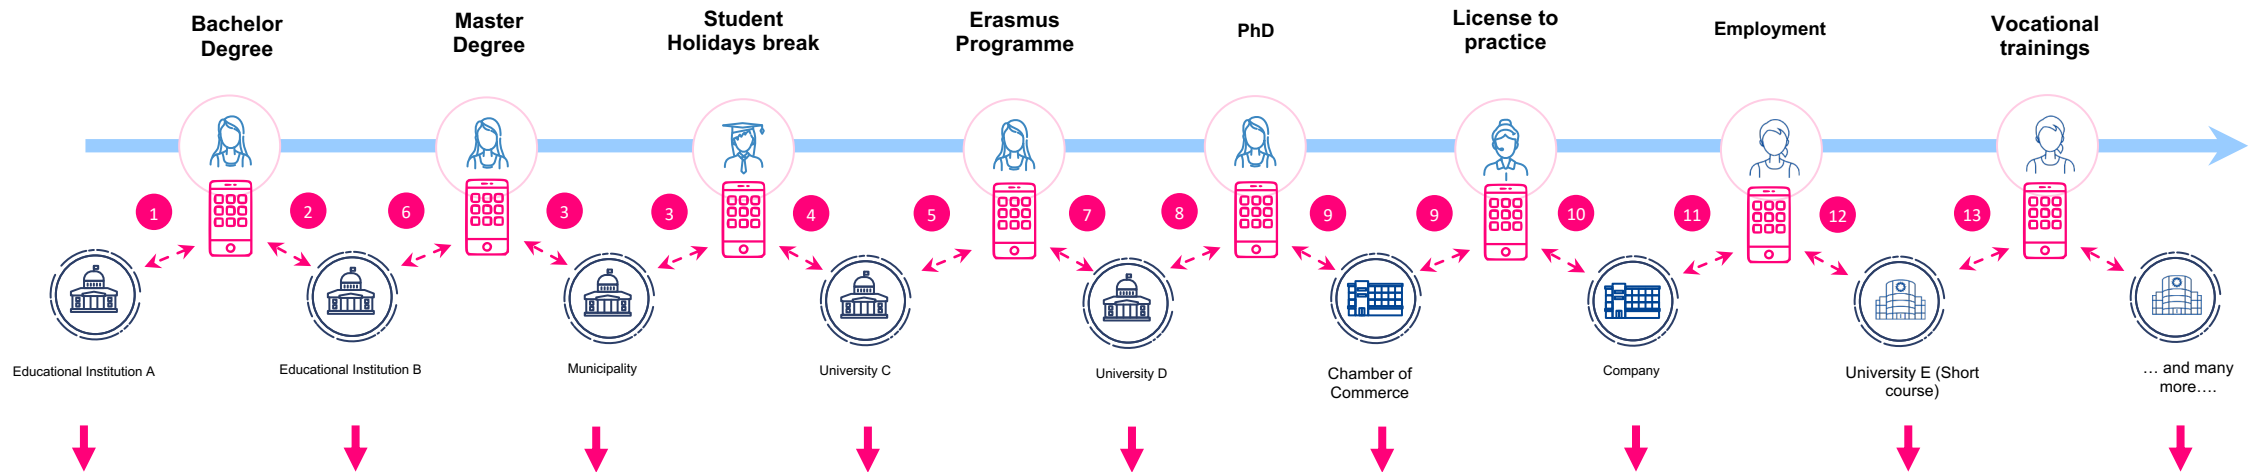 Bachelor
Degree
Master
Degree
Student
Holidays break
Erasmus
Programme
PhD
License to
practice
Employment
Vocational
trainings
1
2
6
3
3
4
5
7
8
9
9
10
11
12
13
Educational Institution A
Educational Institution B
Municipality
University C
University D
Chamber of
Commerce
Company
University E (Short
course)
… and many
more….